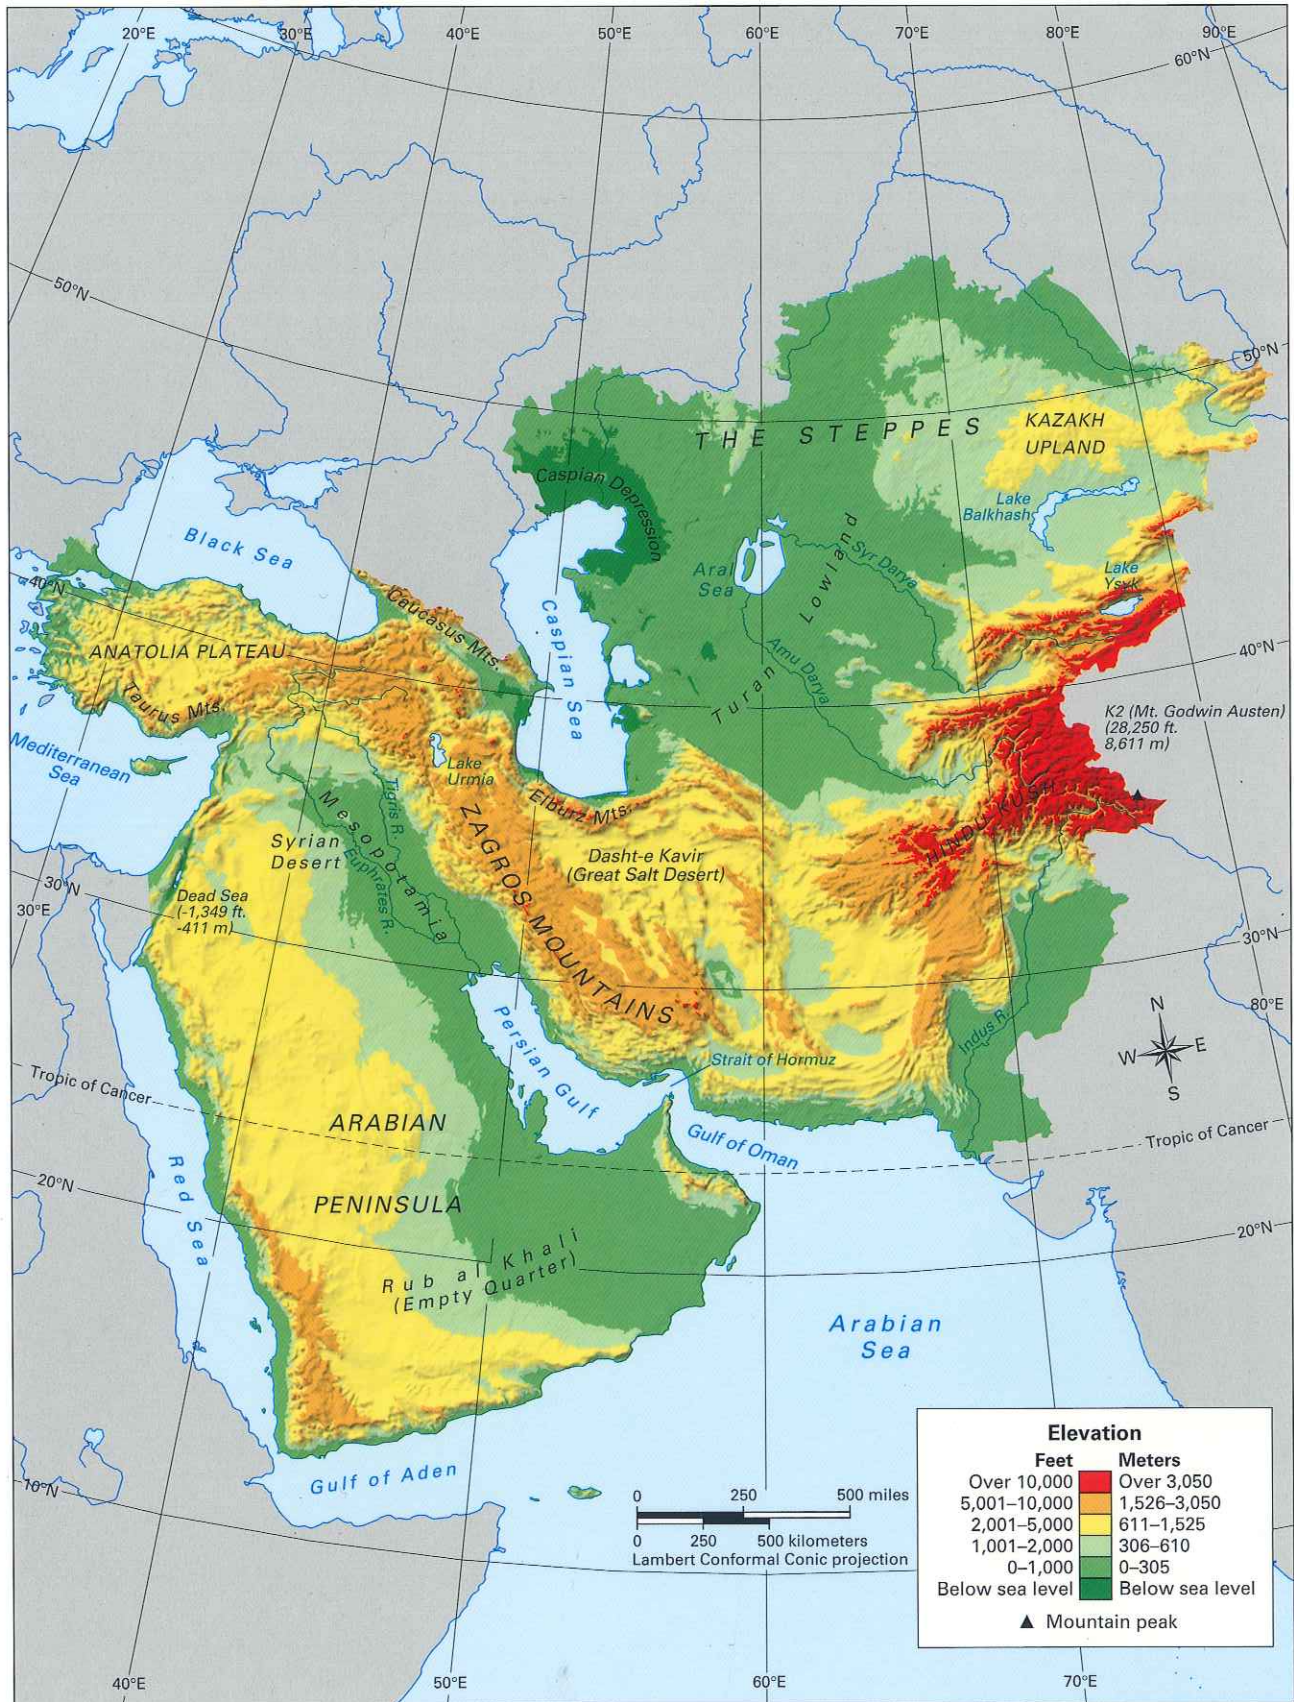 20°E
30°E
40°E
50°E
60°E
70°E
80°E
90°E
60°N
50°N
50°N
THE STEPPES
KAZAKH
UPLAND
Caspian Depression
Lake
Balkhash
Black Sea
Aral
Sea
Syr Darya
Turan Lowland
Lake
Ysyk
40°N
Caucasus Mts.
Caspian Sea
ANATOLIA PLATEAU
Amu Darya
40°N
Taurus Mts.
K2 (Mt. Godwin Austen)
(28,250 ft.
8,611 m)
Mediterranean
Sea
Lake
Urmia
Tigris R.
Elburz Mts.
HINDU KUSH
Mesopotamia
ZAGROS MOUNTAINS
Syrian
Desert
Euphrates R.
Dasht-e Kavir
(Great Salt Desert)
30°N
30°E
Dead Sea
(-1,349 ft.
-411 m)
30°N
80°E
Persian Gulf
Indus R.
N
W
E
S
Strait of Hormuz
Tropic of Cancer
ARABIAN
PENINSULA
Gulf of Oman
Tropic of Cancer
20°N
Red Sea
20°N
Rub al Khali
(Empty Quarter)
Arabian
Sea
10°N
Gulf of Aden
0 250 500 miles
0 250 500 kilometers
Lambert Conformal Conic projection
Elevation
Feet Meters
Over 10,000 Over 3,050
5,001–10,000 1,526–3,050
2,001–5,000 611–1,525
1,001–2,000 306–610
0–1,000 0–305
Below sea level Below sea level
▲ Mountain peak
40°E
50°E
60°E
70°E